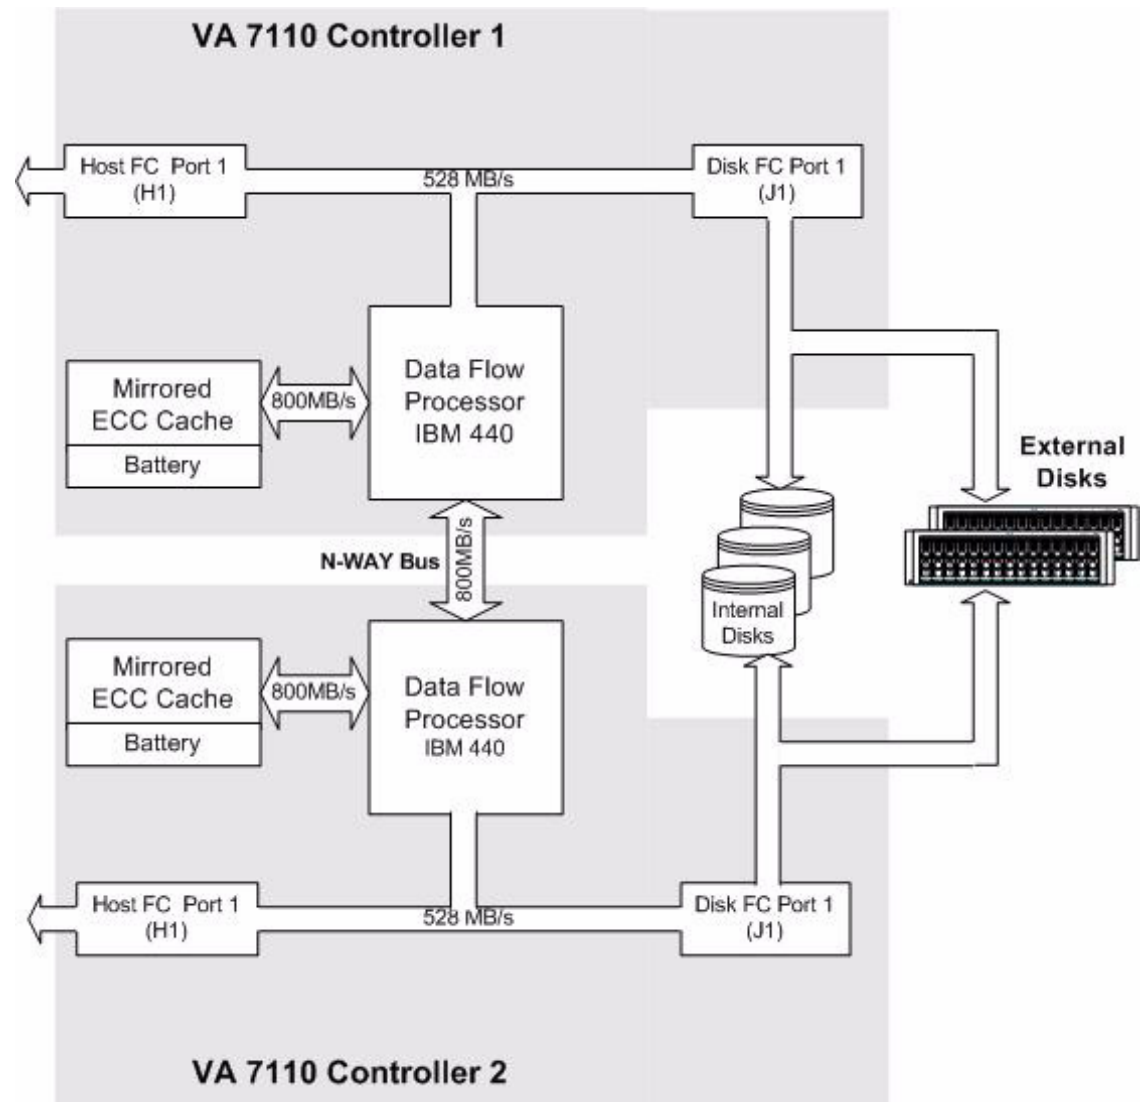 VA 7110 Controller 1
Host FC Port 1
(H1)
528 MB/s
Disk FC Port 1
(J1)
Mirrored
ECC Cache
Battery
800MB/s
Data Flow
Processor
IBM 440
External
Disks
N-WAY Bus
800MB/s
Internal
Disks
Mirrored
ECC Cache
Battery
800MB/s
Data Flow
Processor
IBM 440
Host FC Port 1
(H1)
528 MB/s
Disk FC Port 1
(J1)
VA 7110 Controller 2